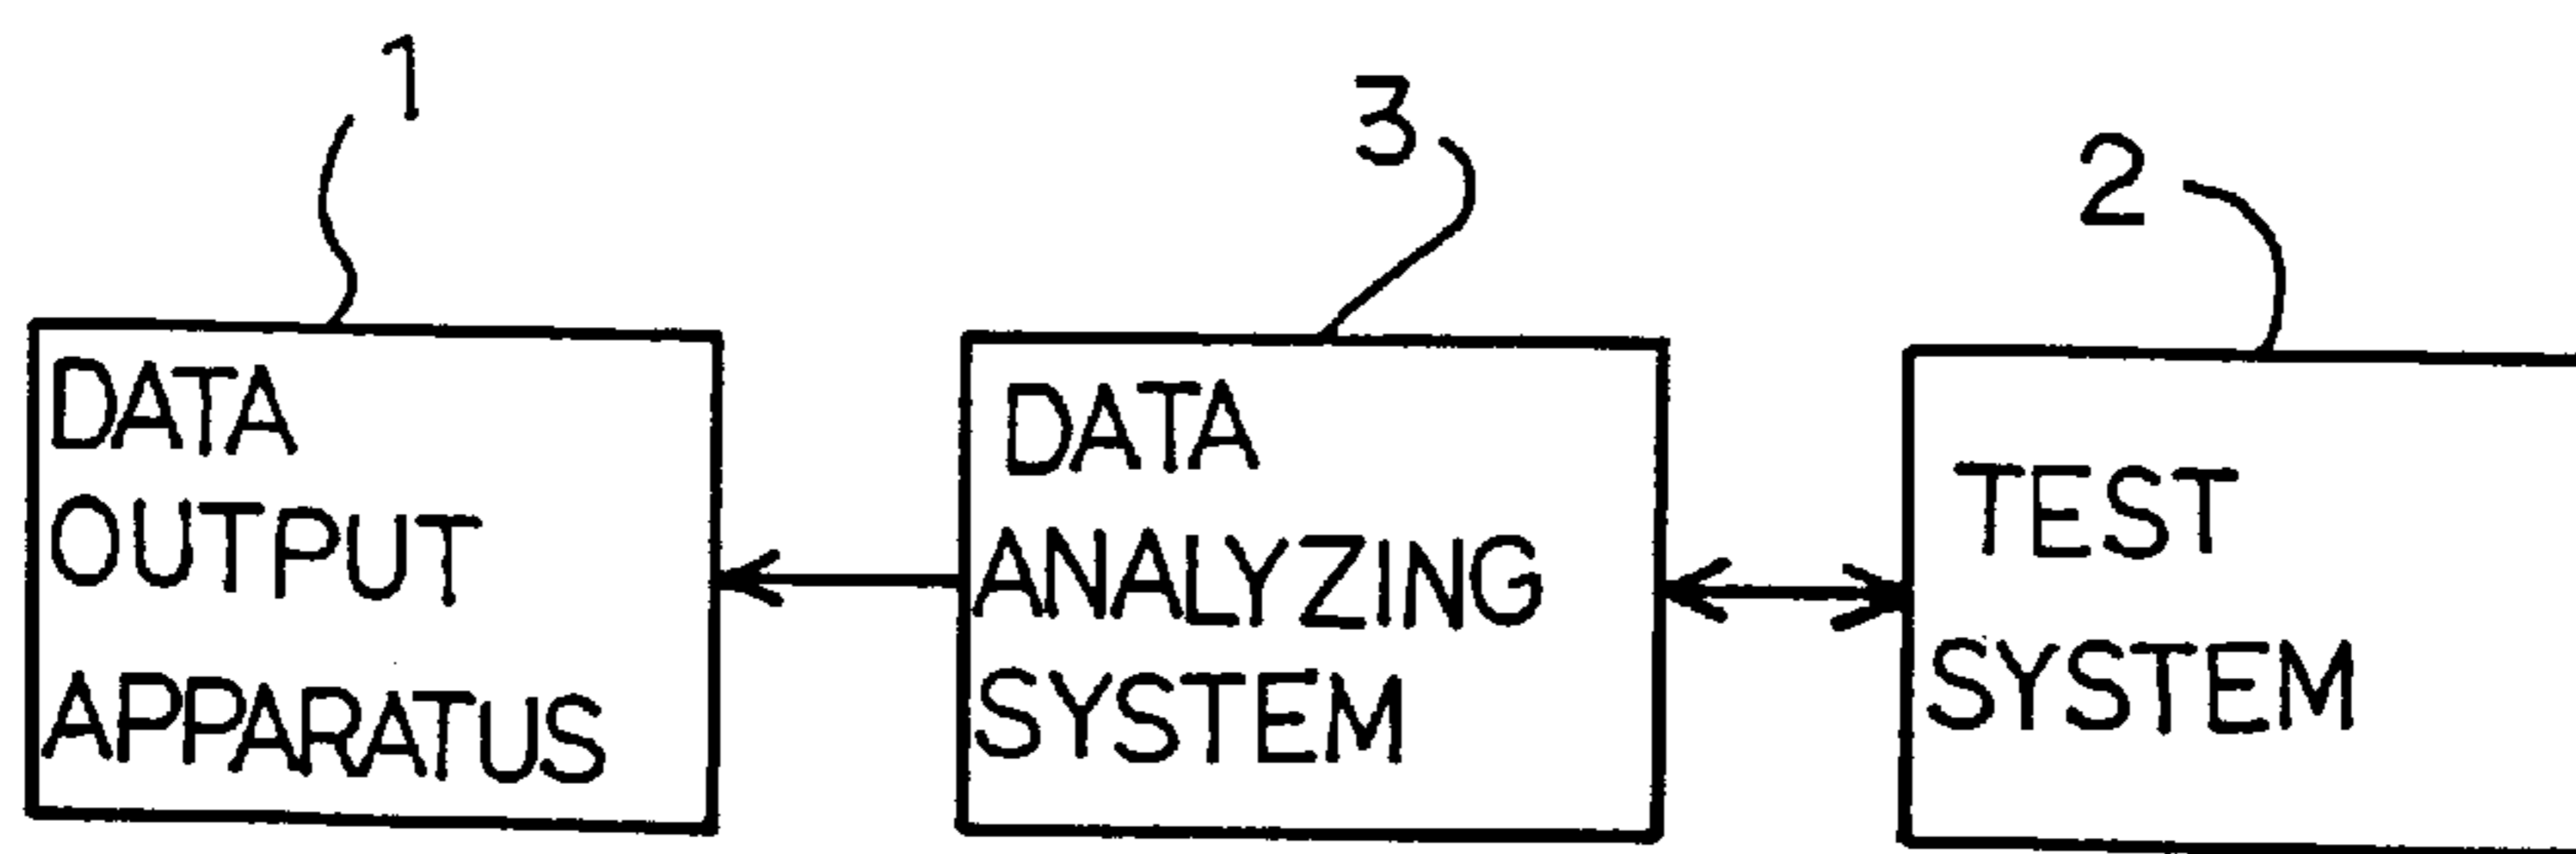 1
3
2
DATA
OUTPUT
APPARATUS
DATA
ANALYZING
SYSTEM
TEST
SYSTEM